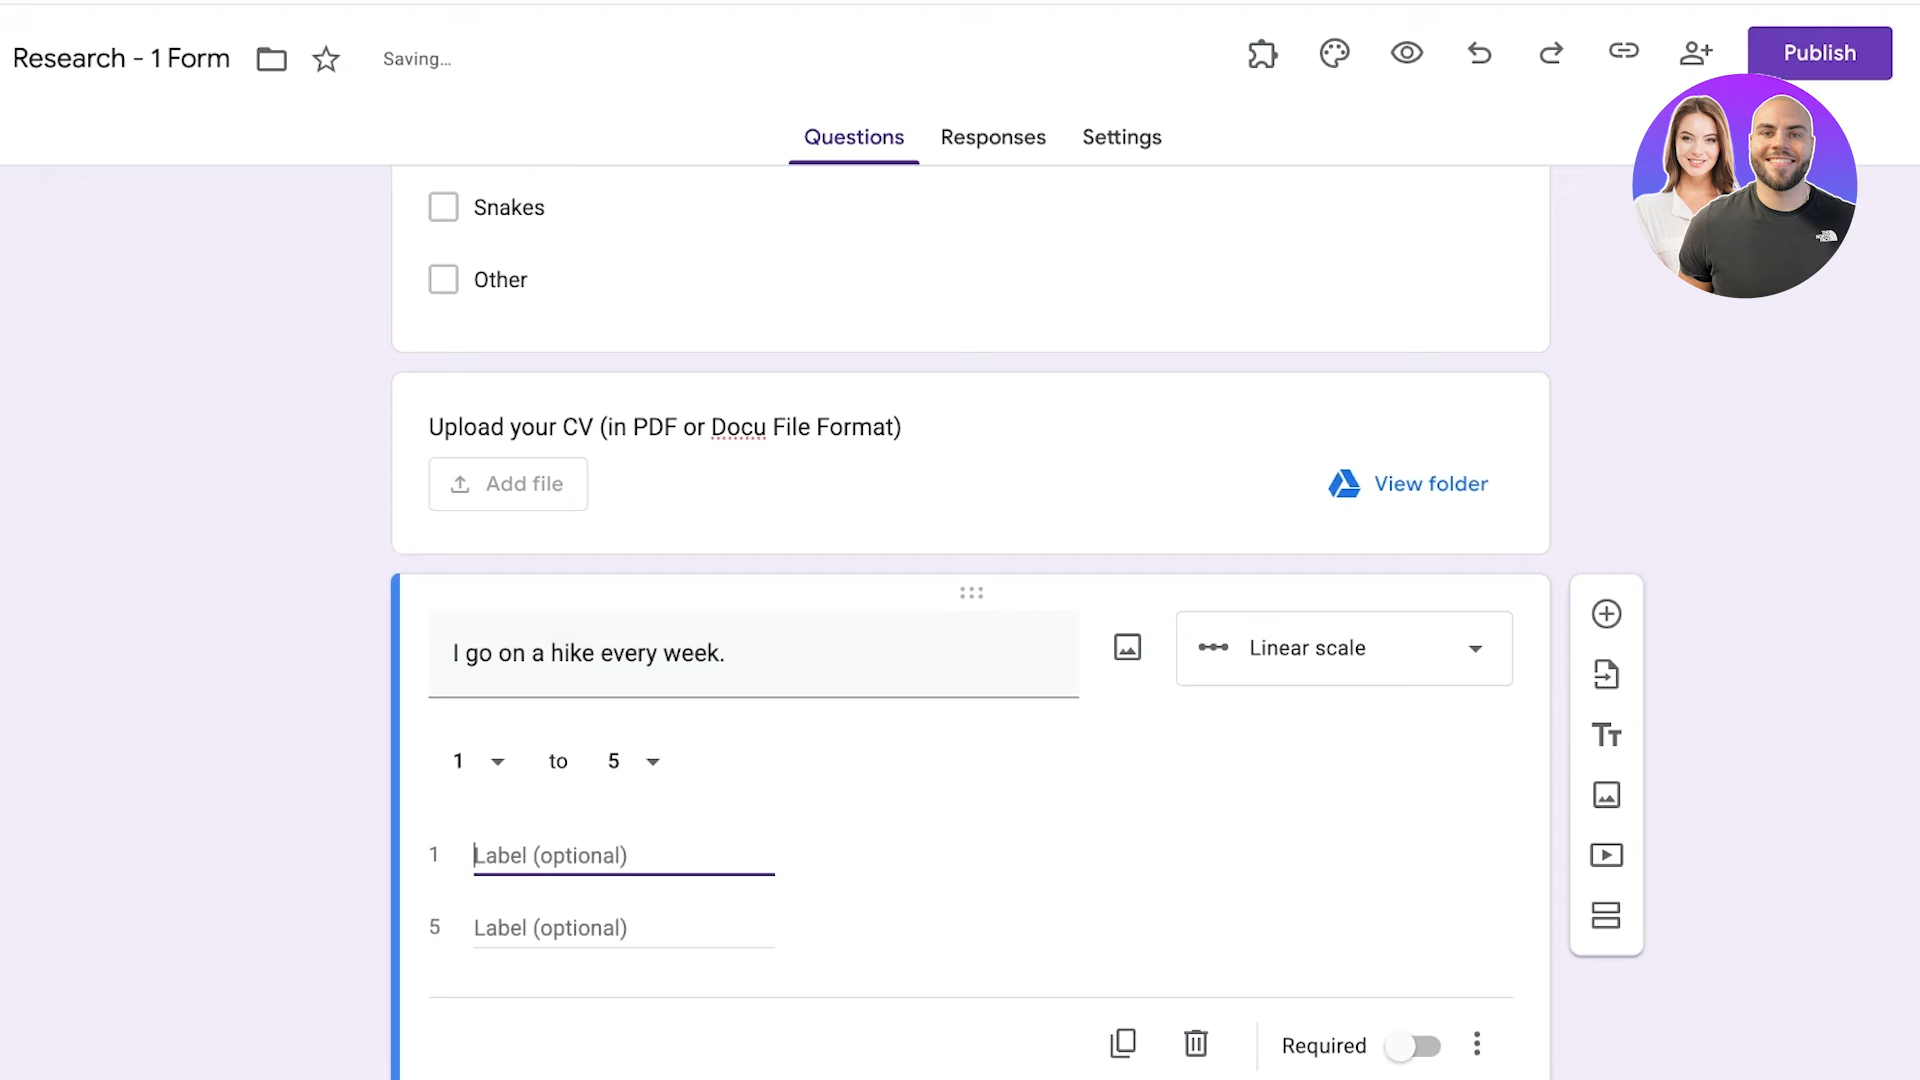 Research - 1 Form
Saving...
Publish
Questions
Responses
Settings
Snakes
Other
Upload your CV (in PDF or Docu File Format)
Add file
View folder
I go on a hike every week.
Linear scale
1 to 5
1 Label (optional)
5 Label (optional)
Required